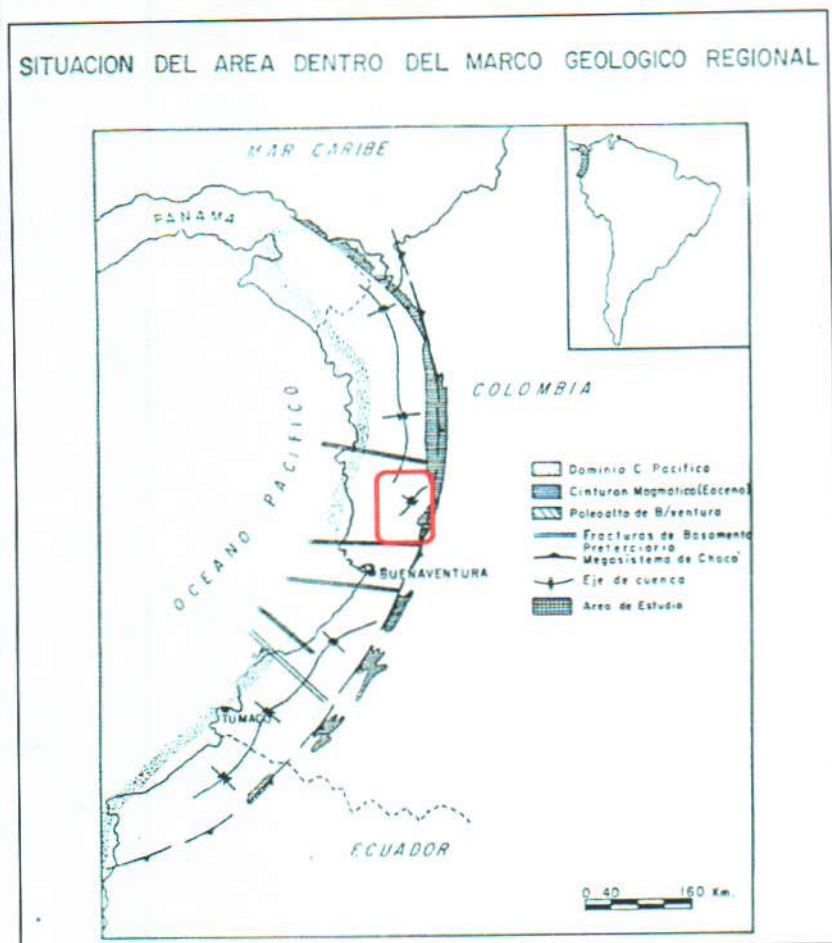 SITUACION DEL AREA DENTRO DEL MARCO GEOLOGICO REGIONAL
MAR CARIBE
PANAMA
COLOMBIA
OCEANO PACIFICO
Dominio C. Pacifico
Cinturon Magmatico (Eoceno)
Paleoalto de B/ventura
Fracturas de Basamento
Preterciario
Megasistema de Choco
Eje de cuenca
Area de Estudio
BUENAVENTURA
TUMACO
ECUADOR
0 40 160 Km.